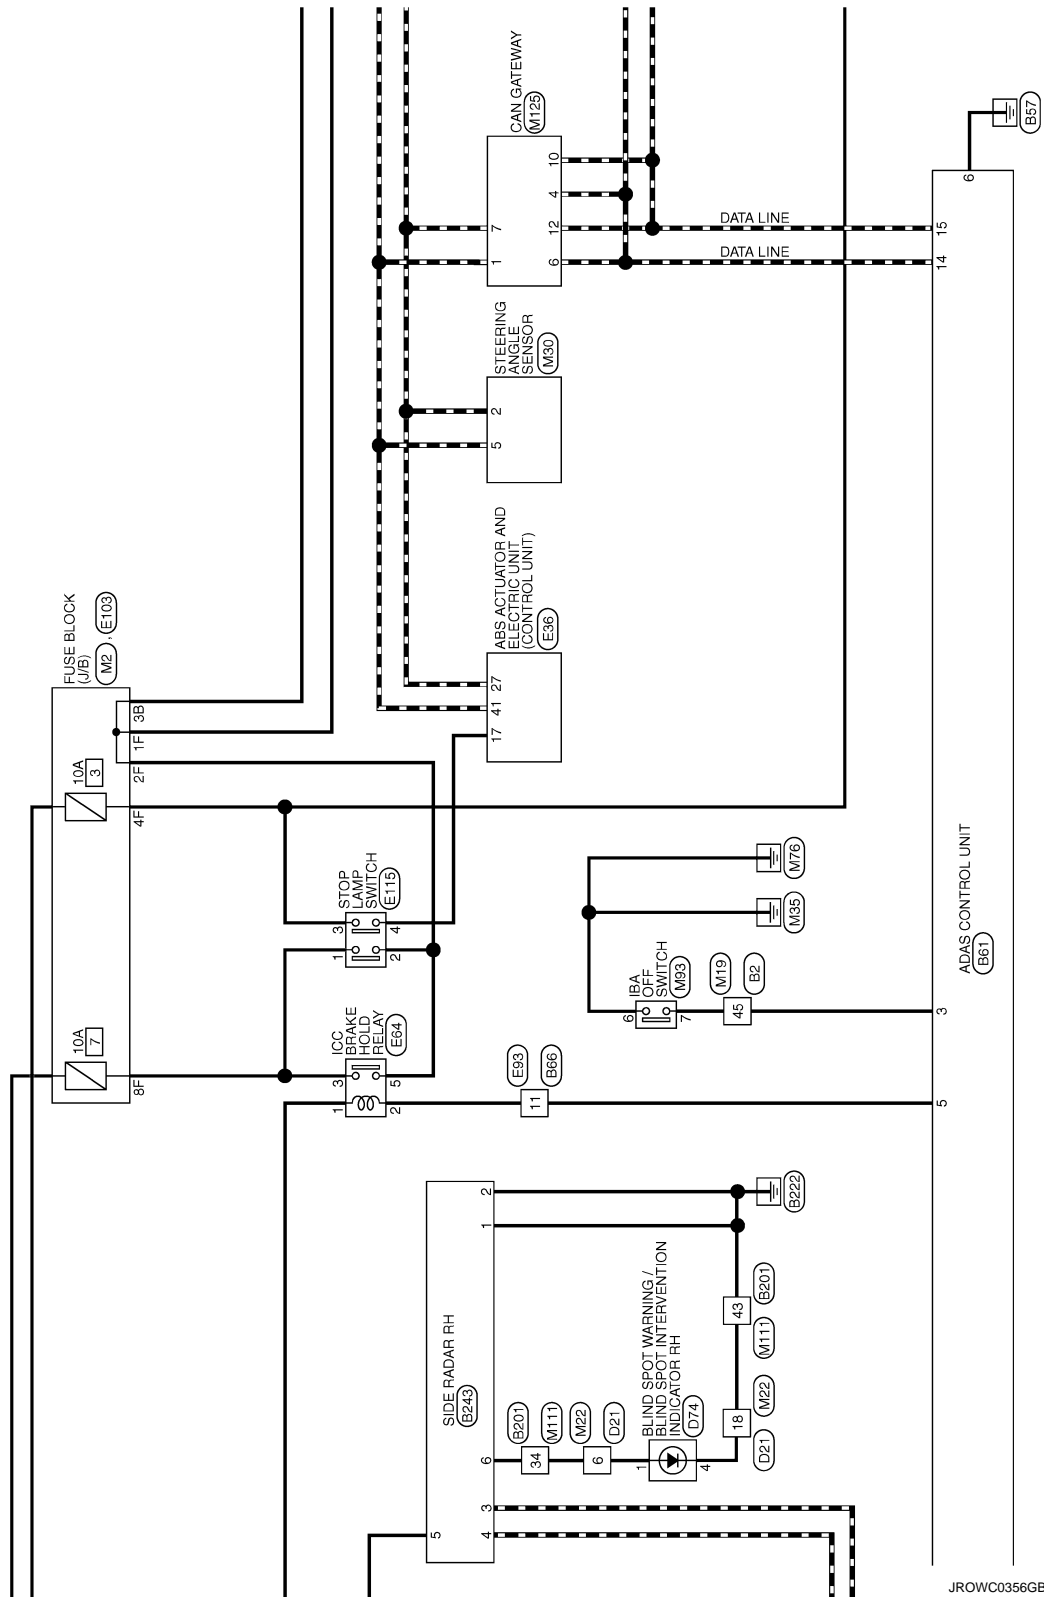 CAN GATEWAY
M125
7
1
10
4
12
6
DATA LINE
DATA LINE
6
B57
15
14
STEERING
ANGLE
SENSOR
M30
2
5
ABS ACTUATOR AND
ELECTRIC UNIT
(CONTROL UNIT)
E36
27
41
17
FUSE BLOCK
(J/B)
M2 , E103
3B
1F
2F
4F
8F
10A
3
10A
7
STOP
LAMP
SWITCH
E115
3
4
1
2
ICC
BRAKE
HOLD
RELAY
E64
3
5
1
2
M76
M35
IBA
OFF
SWITCH
M93
6
7
M19
45
B2
E93
11
B66
ADAS CONTROL UNIT
B61
3
5
SIDE RADAR RH
B243
2
1
6
3
4
5
B222
B201
43
M111
M22
18
D21
BLIND SPOT WARNING /
BLIND SPOT INTERVENTION
INDICATOR RH
D74
1
4
B201
34
M111
M22
6
D21
JROWC0356GB